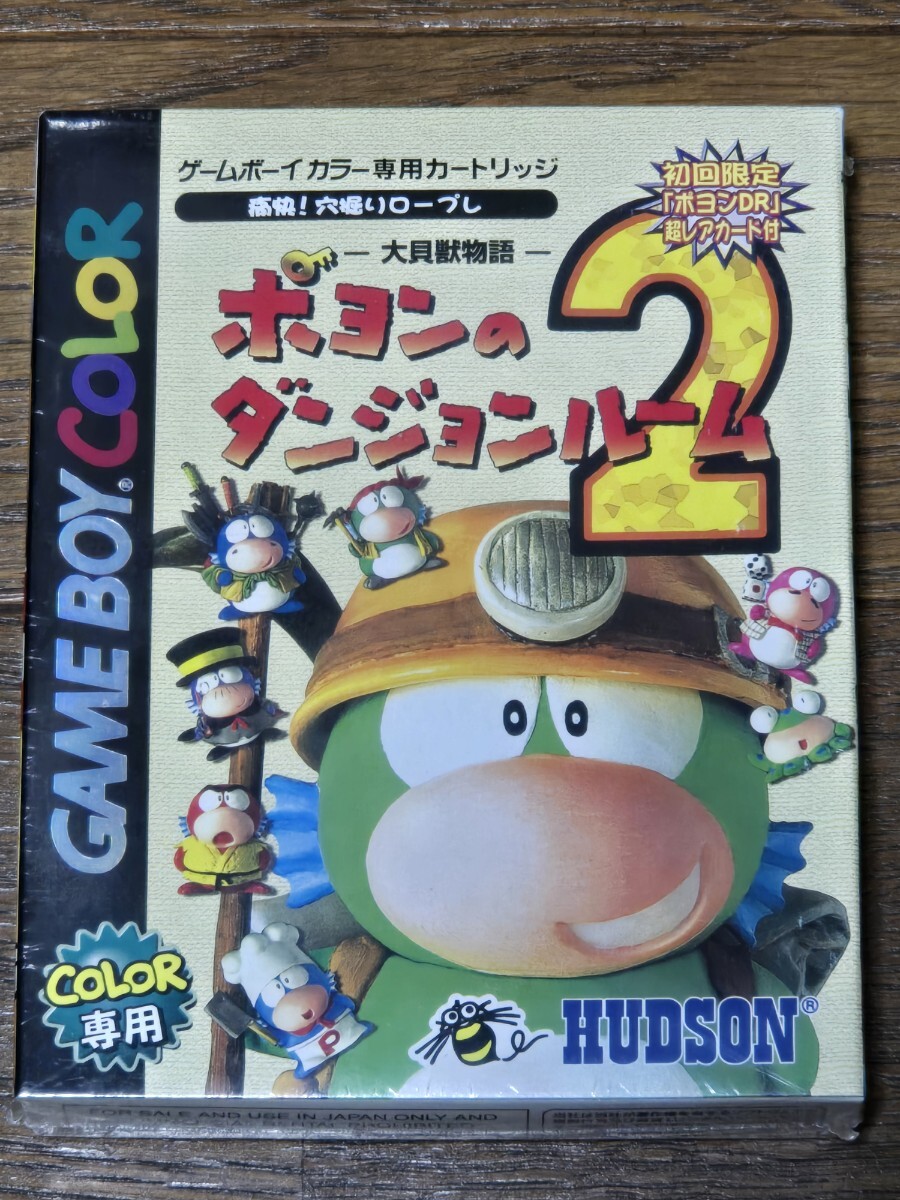 ゲームボーイ カラー専用カートリッジ
痛快!穴掘りロープレ
初回限定
「ポヨンDR」
超レアカード付
ー 大貝獣物語 ー
ポヨンの
ダンジョンルーム
2
GAME BOY COLOR
COLOR
専用
P
HUDSON®
FOR SALE AND USE IN JAPAN ONLY AND